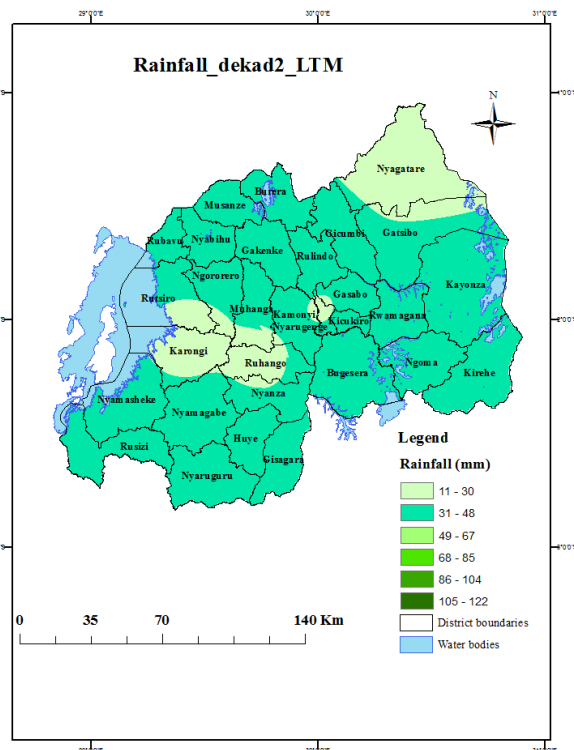 29°0'0"E 30°0'0"E 31°0'0"E
Rainfall_dekad2_LTM
N
Nyagatare
Burera
Musanze
Gicumbi
Gatsibo
Rubavu
Nyabihu
Gakenke
Rulindo
Ngororero
Kayonza
Gasabo
Rutsiro
Muhanga
Kamonyi
Rwamagana
Nyarugenge
Kicukiro
Karongi
Ruhango
Ngoma
Bugesera
Kirehe
Nyamasheke
Nyanza
Nyamagabe
Huye
Rusizi
Gisagara
Nyaruguru
Legend
Rainfall (mm)
11 - 30
31 - 48
49 - 67
68 - 85
86 - 104
105 - 122
District boundaries
Water bodies
0 35 70 140 Km